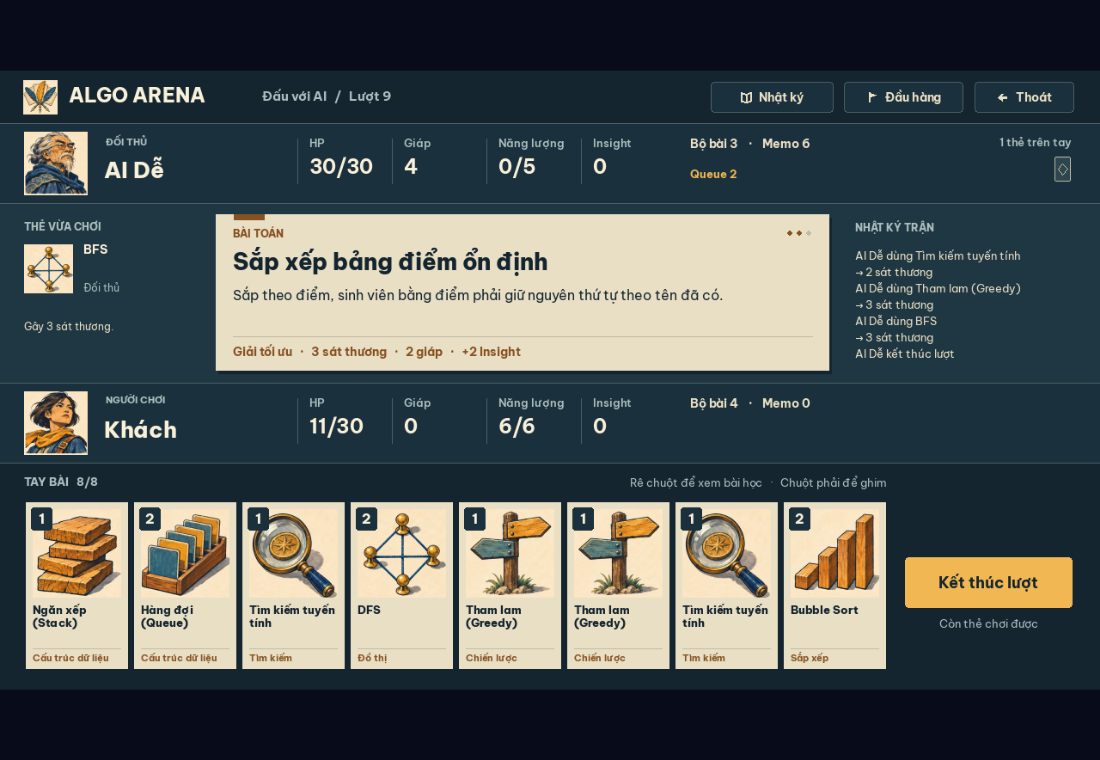 ALGO ARENA
Đấu với AI / Lượt 9
Nhật ký
Đầu hàng
Thoát
ĐỐI THỦ
AI Dễ
HP
30/30
Giáp
4
Năng lượng
0/5
Insight
0
Bộ bài 3 · Memo 6
Queue 2
1 thẻ trên tay
THẺ VỪA CHƠI
BFS
Đối thủ
Gây 3 sát thương.
BÀI TOÁN
Sắp xếp bảng điểm ổn định
Sắp theo điểm, sinh viên bằng điểm phải giữ nguyên thứ tự theo tên đã có.
Giải tối ưu · 3 sát thương · 2 giáp · +2 Insight
NHẬT KÝ TRẬN
AI Dễ dùng Tìm kiếm tuyến tính
→ 2 sát thương
AI Dễ dùng Tham lam (Greedy)
→ 3 sát thương
AI Dễ dùng BFS
→ 3 sát thương
AI Dễ kết thúc lượt
NGƯỜI CHƠI
Khách
HP
11/30
Giáp
0
Năng lượng
6/6
Insight
0
Bộ bài 4 · Memo 0
TAY BÀI 8/8
Rê chuột để xem bài học · Chuột phải để ghim
1
Ngăn xếp
(Stack)
Cấu trúc dữ liệu
2
Hàng đợi
(Queue)
Cấu trúc dữ liệu
1
Tìm kiếm tuyến
tính
Tìm kiếm
2
DFS
Đồ thị
1
Tham lam
(Greedy)
Chiến lược
1
Tham lam
(Greedy)
Chiến lược
1
Tìm kiếm tuyến
tính
Tìm kiếm
2
Bubble Sort
Sắp xếp
Kết thúc lượt
Còn thẻ chơi được